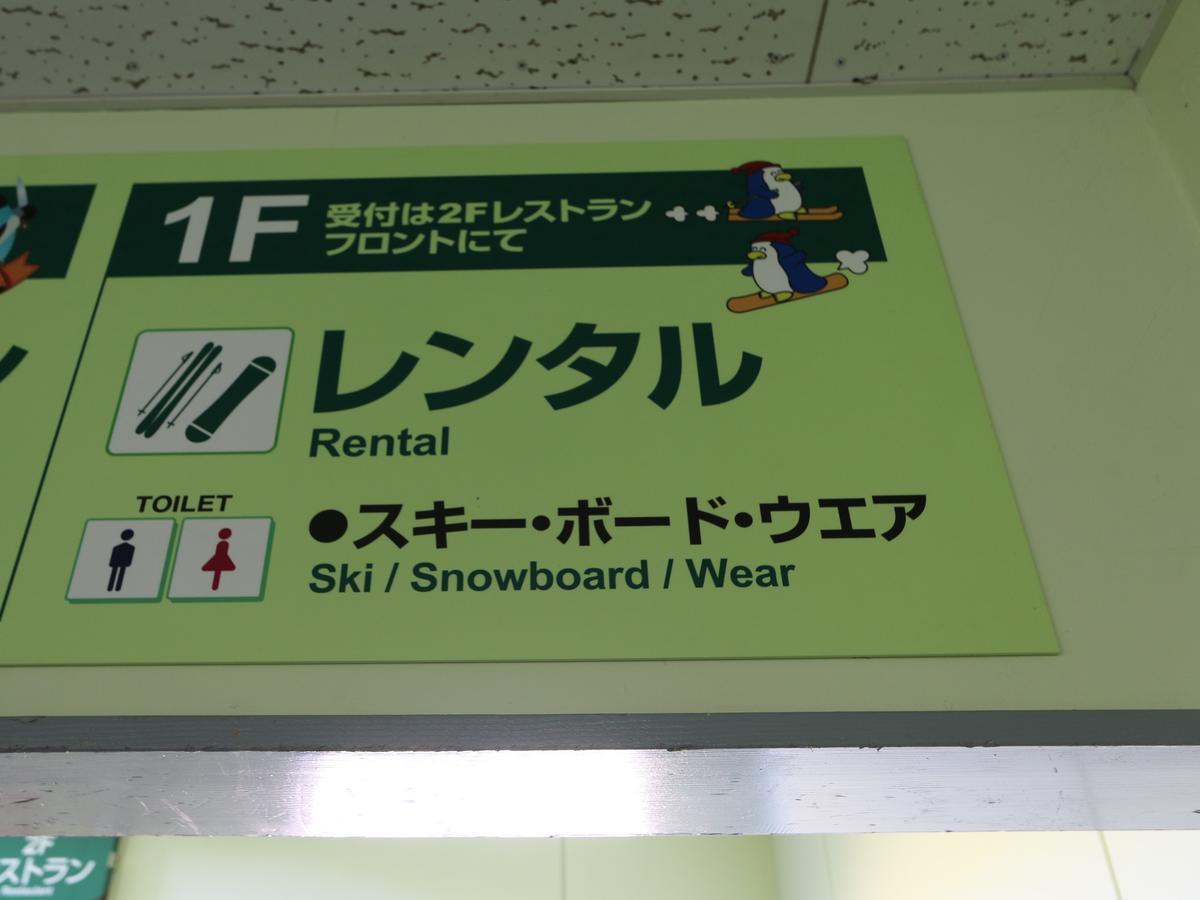 1F
受付は2Fレストラン
フロントにて
レンタル
Rental
TOILET
●スキー・ボード・ウエア
Ski / Snowboard / Wear
2F
ストラン